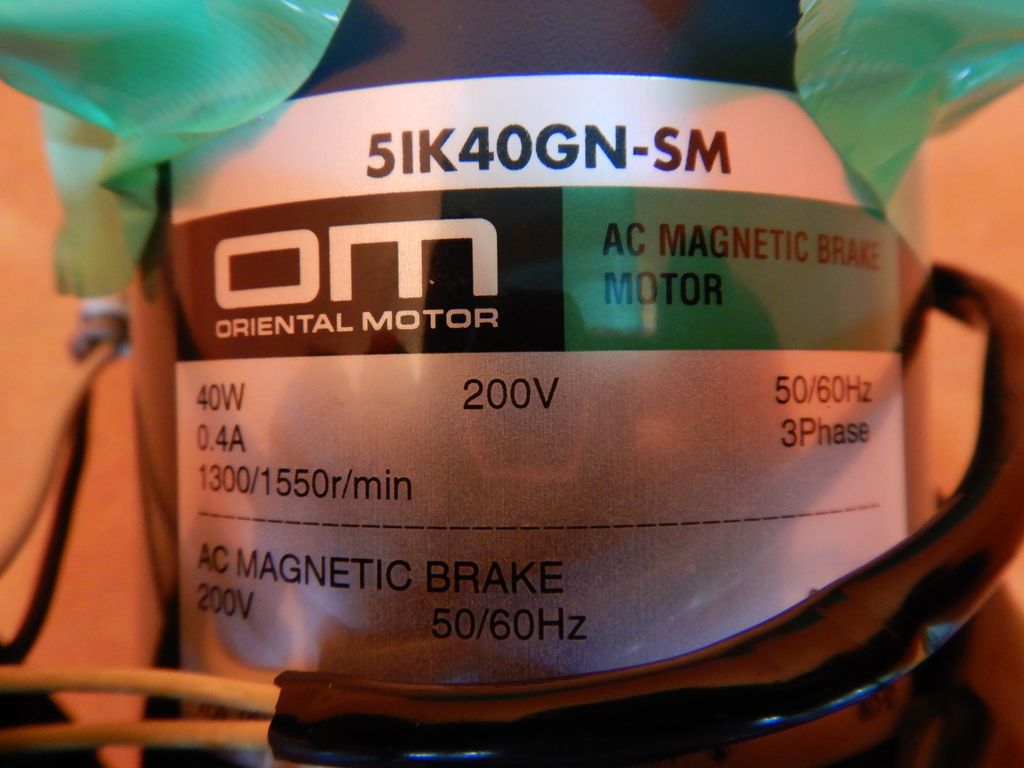 5IK40GN-SM
om
ORIENTAL MOTOR
AC MAGNETIC BRAKE
MOTOR
40W 200V 50/60Hz
0.4A 3Phase
1300/1550r/min
AC MAGNETIC BRAKE
200V 50/60Hz